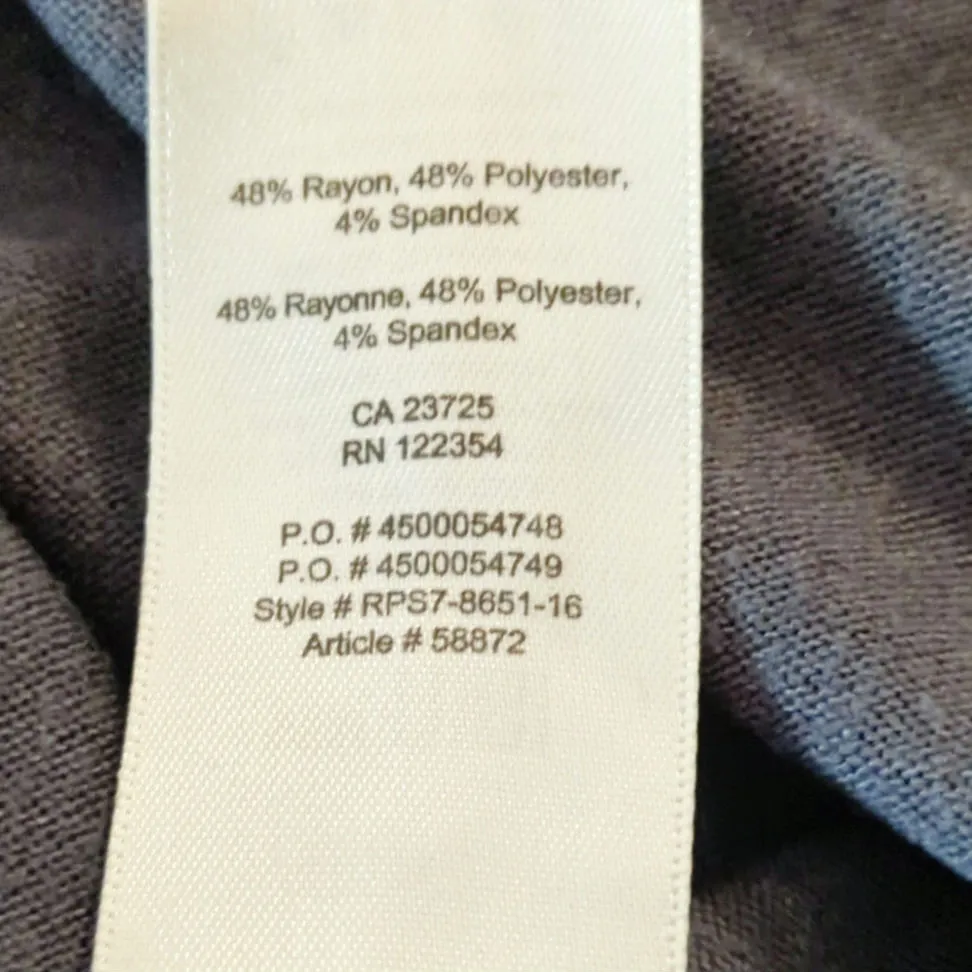 48% Rayon, 48% Polyester,
4% Spandex
48% Rayonne, 48% Polyester,
4% Spandex
CA 23725
RN 122354
P.O. # 4500054748
P.O. # 4500054749
Style # RPS7-8651-16
Article # 58872